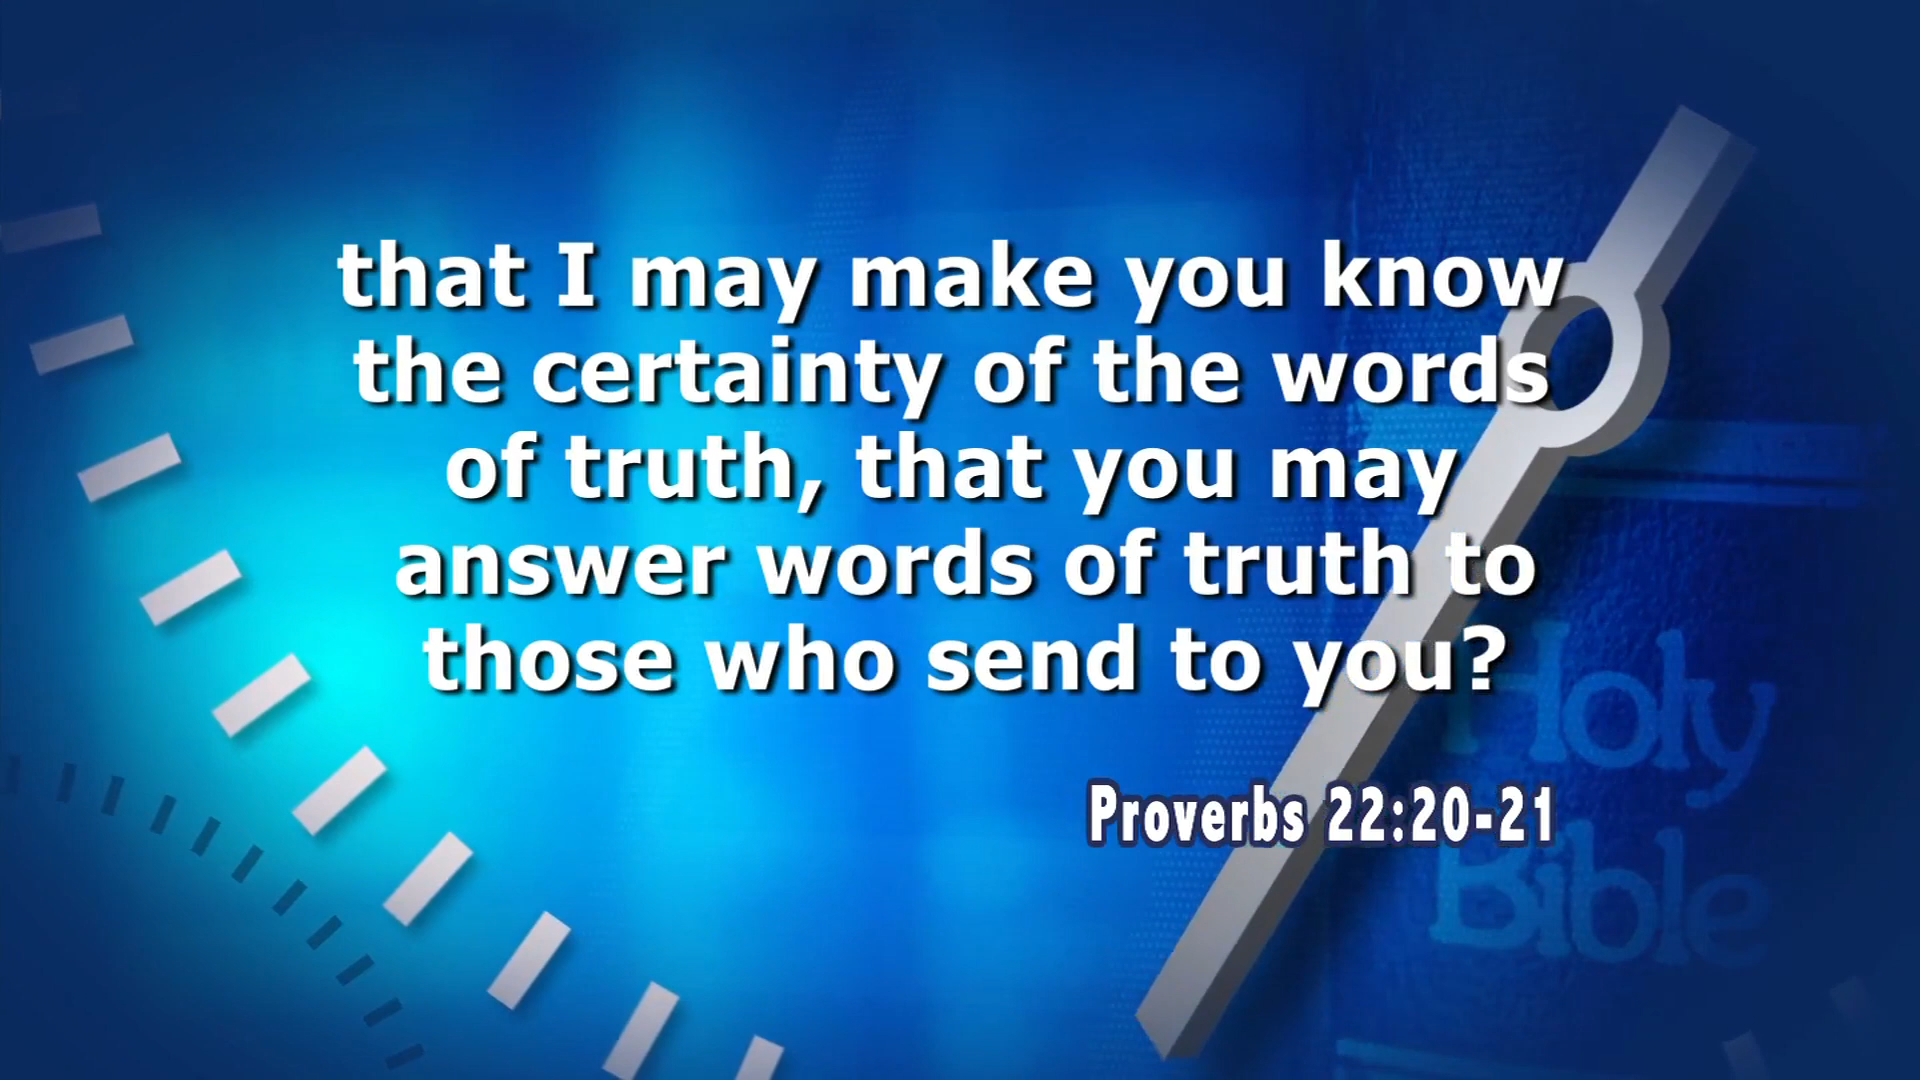 that I may make you know
the certainty of the words
of truth, that you may
answer words of truth to
those who send to you?
Proverbs 22:20-21
Holy
Bible